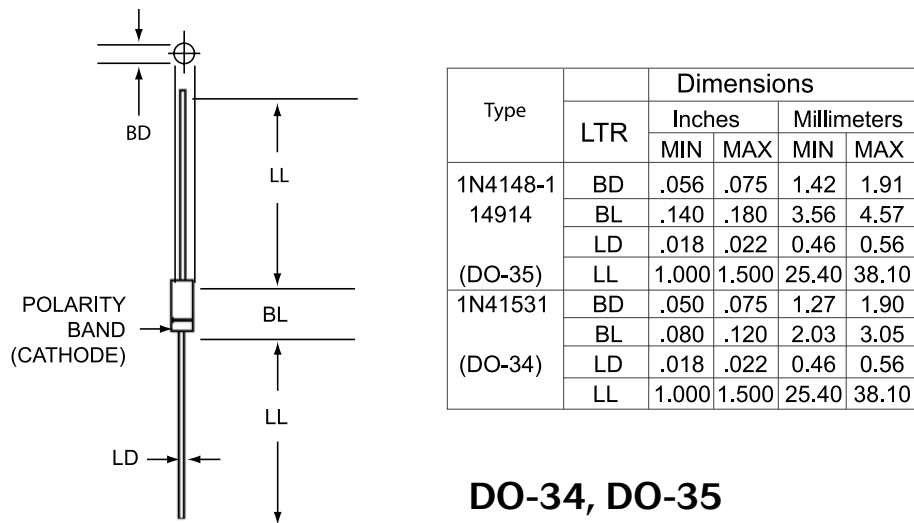 BD
LL
POLARITY
BAND
(CATHODE)
BL
LL
LD
Dimensions
Type
LTR
Inches Millimeters
MIN MAX MIN MAX
1N4148-1 BD .056 .075 1.42 1.91
14914 BL .140 .180 3.56 4.57
LD .018 .022 0.46 0.56
(DO-35) LL 1.000 1.500 25.40 38.10
1N41531 BD .050 .075 1.27 1.90
BL .080 .120 2.03 3.05
(DO-34) LD .018 .022 0.46 0.56
LL 1.000 1.500 25.40 38.10
DO-34, DO-35